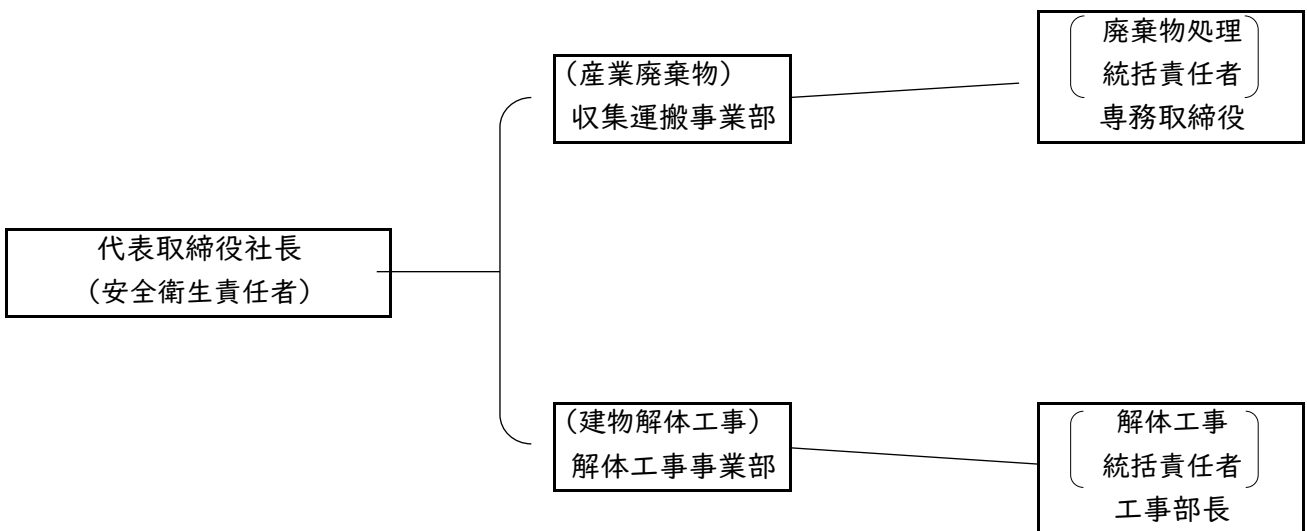 廃棄物処理
統括責任者
専務取締役
(産業廃棄物)
収集運搬事業部
代表取締役社長
(安全衛生責任者)
(建物解体工事)
解体工事事業部
解体工事
統括責任者
工事部長